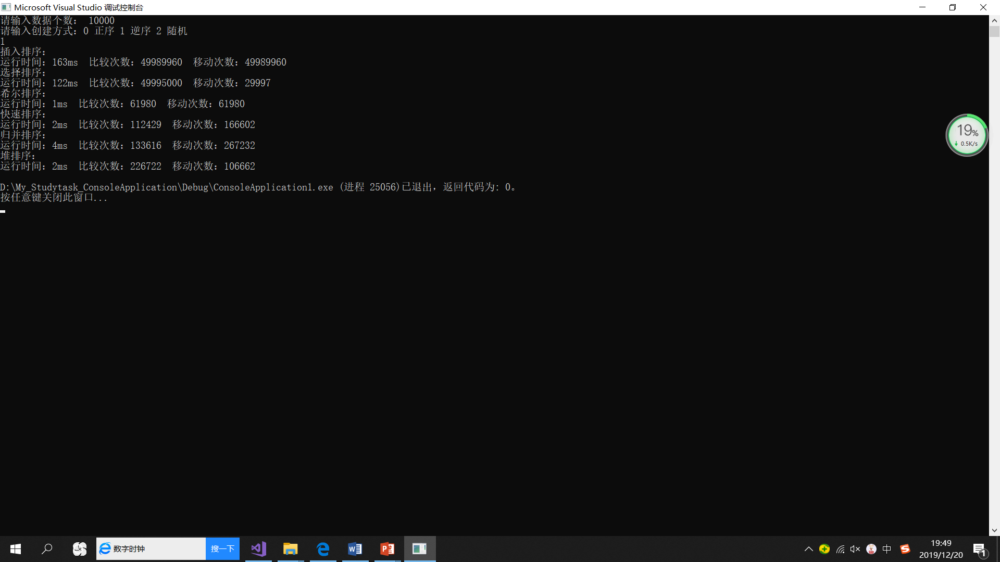 Microsoft Visual Studio 调试控制台
请输入数据个数： 10000
请输入创建方式：0 正序 1 逆序 2 随机
1
插入排序：
运行时间：163ms  比较次数：49989960  移动次数：49989960
选择排序：
运行时间：122ms  比较次数：49995000  移动次数：29997
希尔排序：
运行时间：1ms  比较次数：61980  移动次数：61980
快速排序：
运行时间：2ms  比较次数：112429  移动次数：166602
归并排序：
运行时间：4ms  比较次数：133616  移动次数：267232
堆排序：
运行时间：2ms  比较次数：226722  移动次数：106662
D:\My_Studytask_ConsoleApplication\Debug\ConsoleApplication1.exe (进程 25056)已退出，返回代码为: 0。
按任意键关闭此窗口...
19%
0.5K/s
数字时钟 搜一下
中
19:49
2019/12/20
1